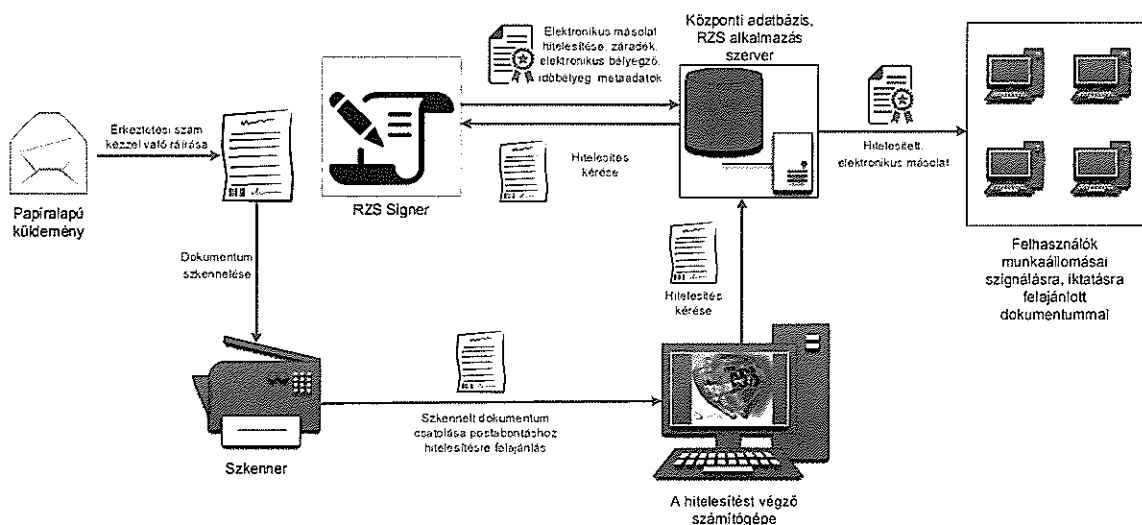 Papíralapú
küldemény
Érkeztetési szám
kézzel való ráírása
Dokumentum
szkennelése
Szkenner
Szkennelt dokumentum
csatolása postabontáshoz
hitelesítésre felajánlás
A hitelesítést végző
számítógépe
Hitelesítés
kérése
Központi adatbázis,
RZS alkalmazás
szerver
Hitelesítés
kérése
RZS Signer
Elektronikus másolat
hitelesítése, záradék,
elektronikus bélyegző,
időbélyeg metaadatok
Hitelesített,
elektronikus másolat
Felhasználók
munkaállomásai
szignálásra, iktatásra
felajánlott
dokumentummal